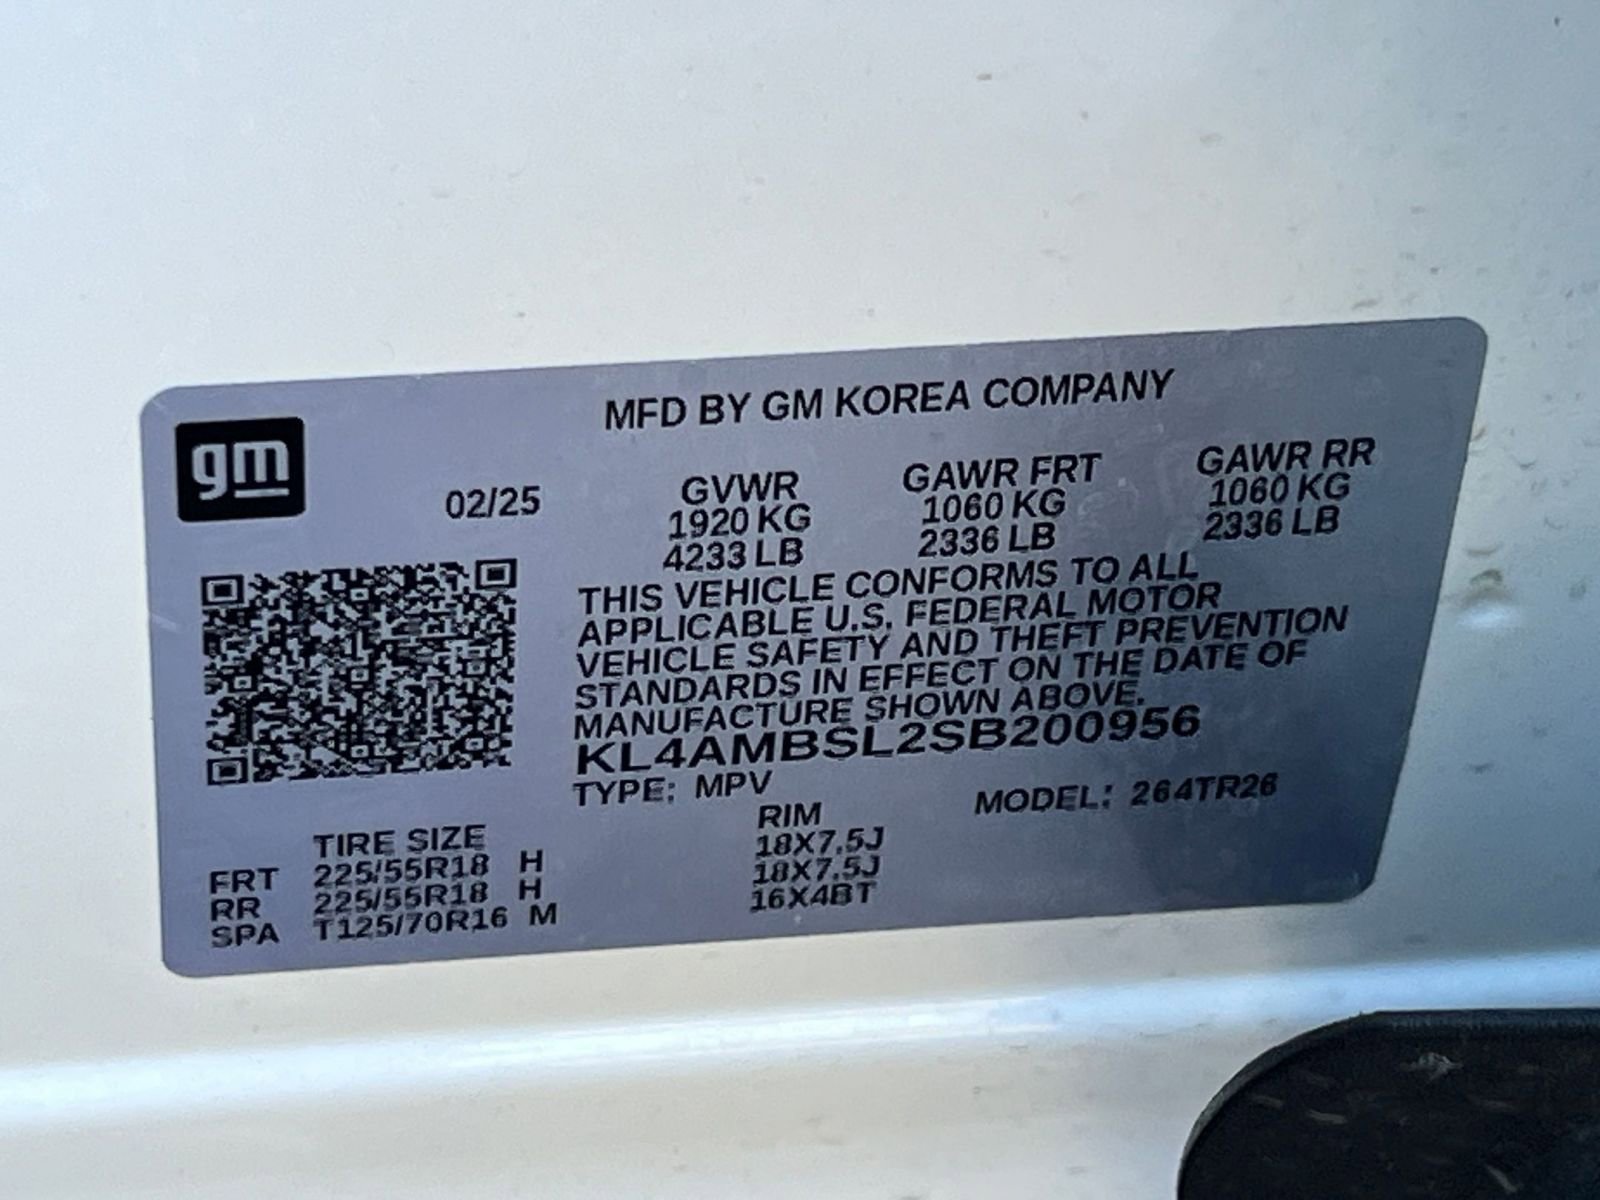 gm
MFD BY GM KOREA COMPANY
02/25
GVWR GAWR FRT GAWR RR
1920 KG 1060 KG 1060 KG
4233 LB 2336 LB 2336 LB
THIS VEHICLE CONFORMS TO ALL
APPLICABLE U.S. FEDERAL MOTOR
VEHICLE SAFETY AND THEFT PREVENTION
STANDARDS IN EFFECT ON THE DATE OF
MANUFACTURE SHOWN ABOVE.
KL4AMBSL2SB200956
TYPE: MPV MODEL: 264TR26
TIRE SIZE RIM
FRT 225/55R18 H 18X7.5J
RR 225/55R18 H 18X7.5J
SPA T125/70R16 M 16X4BT